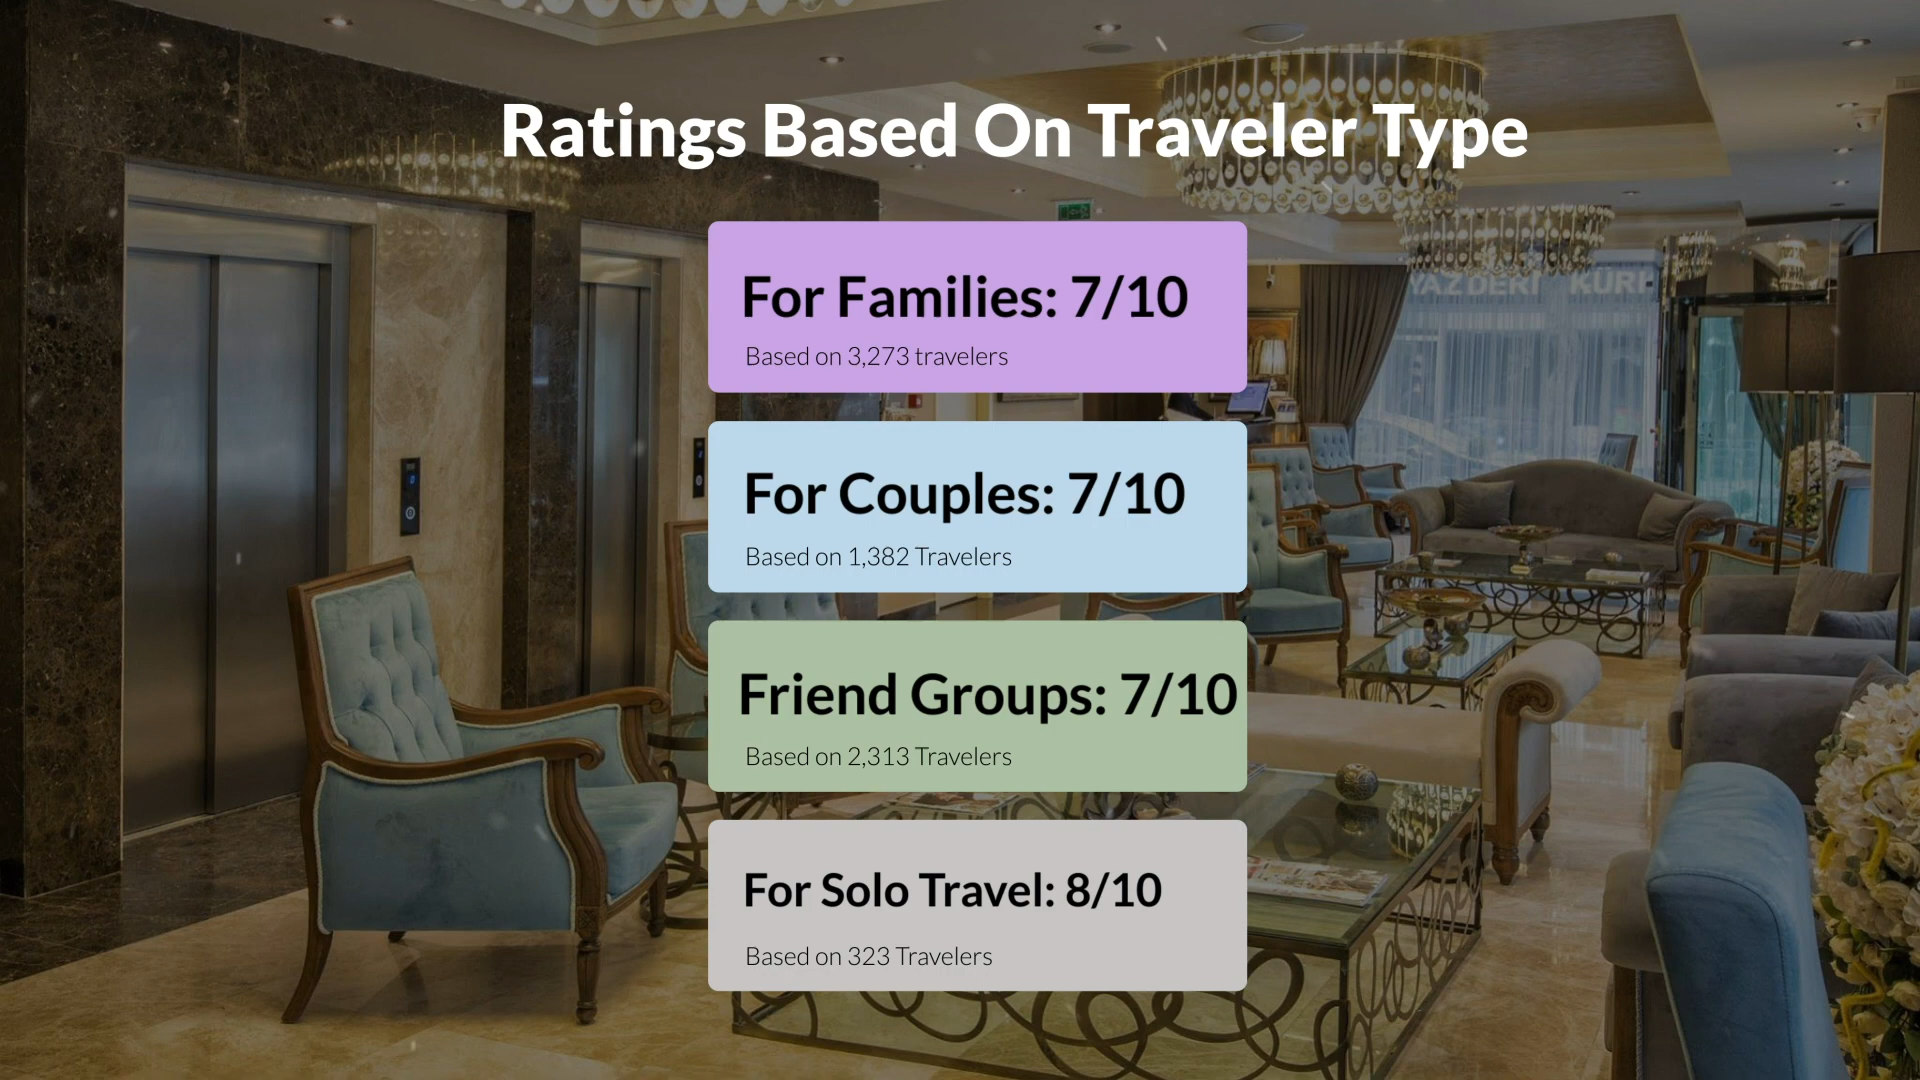 Ratings Based On Traveler Type
For Families: 7/10
Based on 3,273 travelers
For Couples: 7/10
Based on 1,382 Travelers
Friend Groups: 7/10
Based on 2,313 Travelers
For Solo Travel: 8/10
Based on 323 Travelers